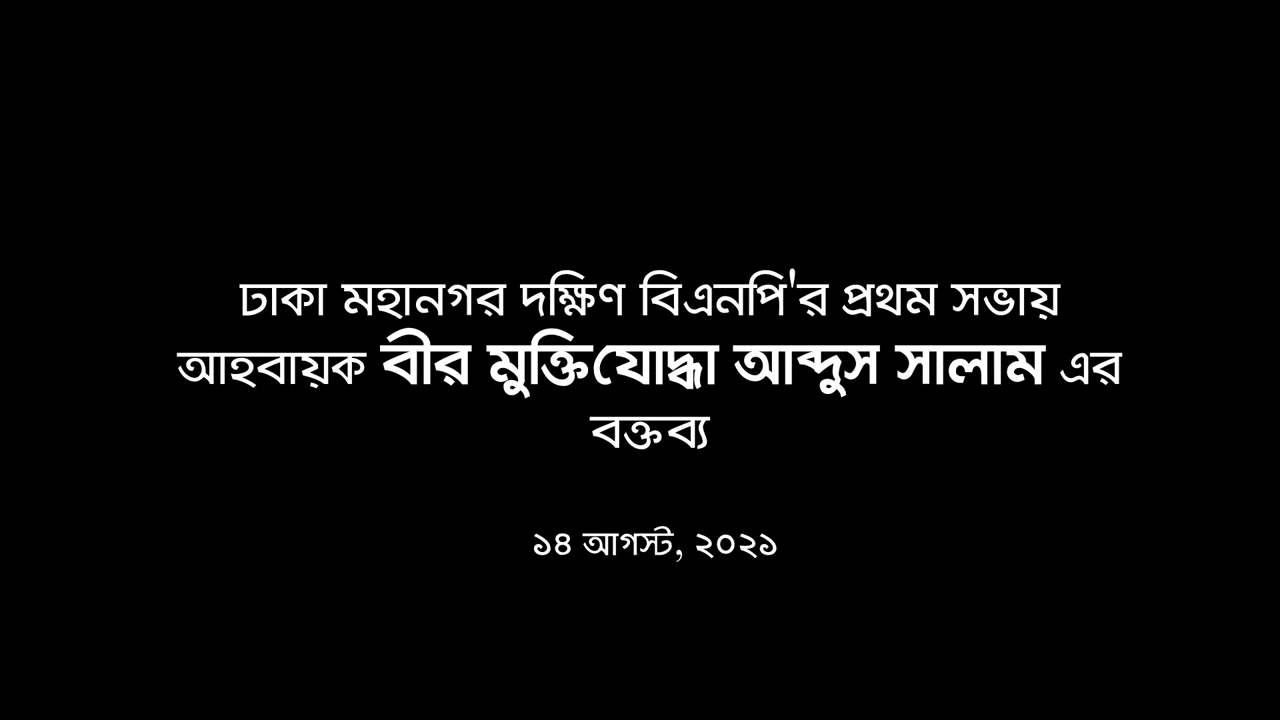 ঢাকা মহানগর দক্ষিণ বিএনপি'র প্রথম সভায়
আহবায়ক বীর মুক্তিযোদ্ধা আব্দুস সালাম এর
বক্তব্য
১৪ আগস্ট, ২০২১